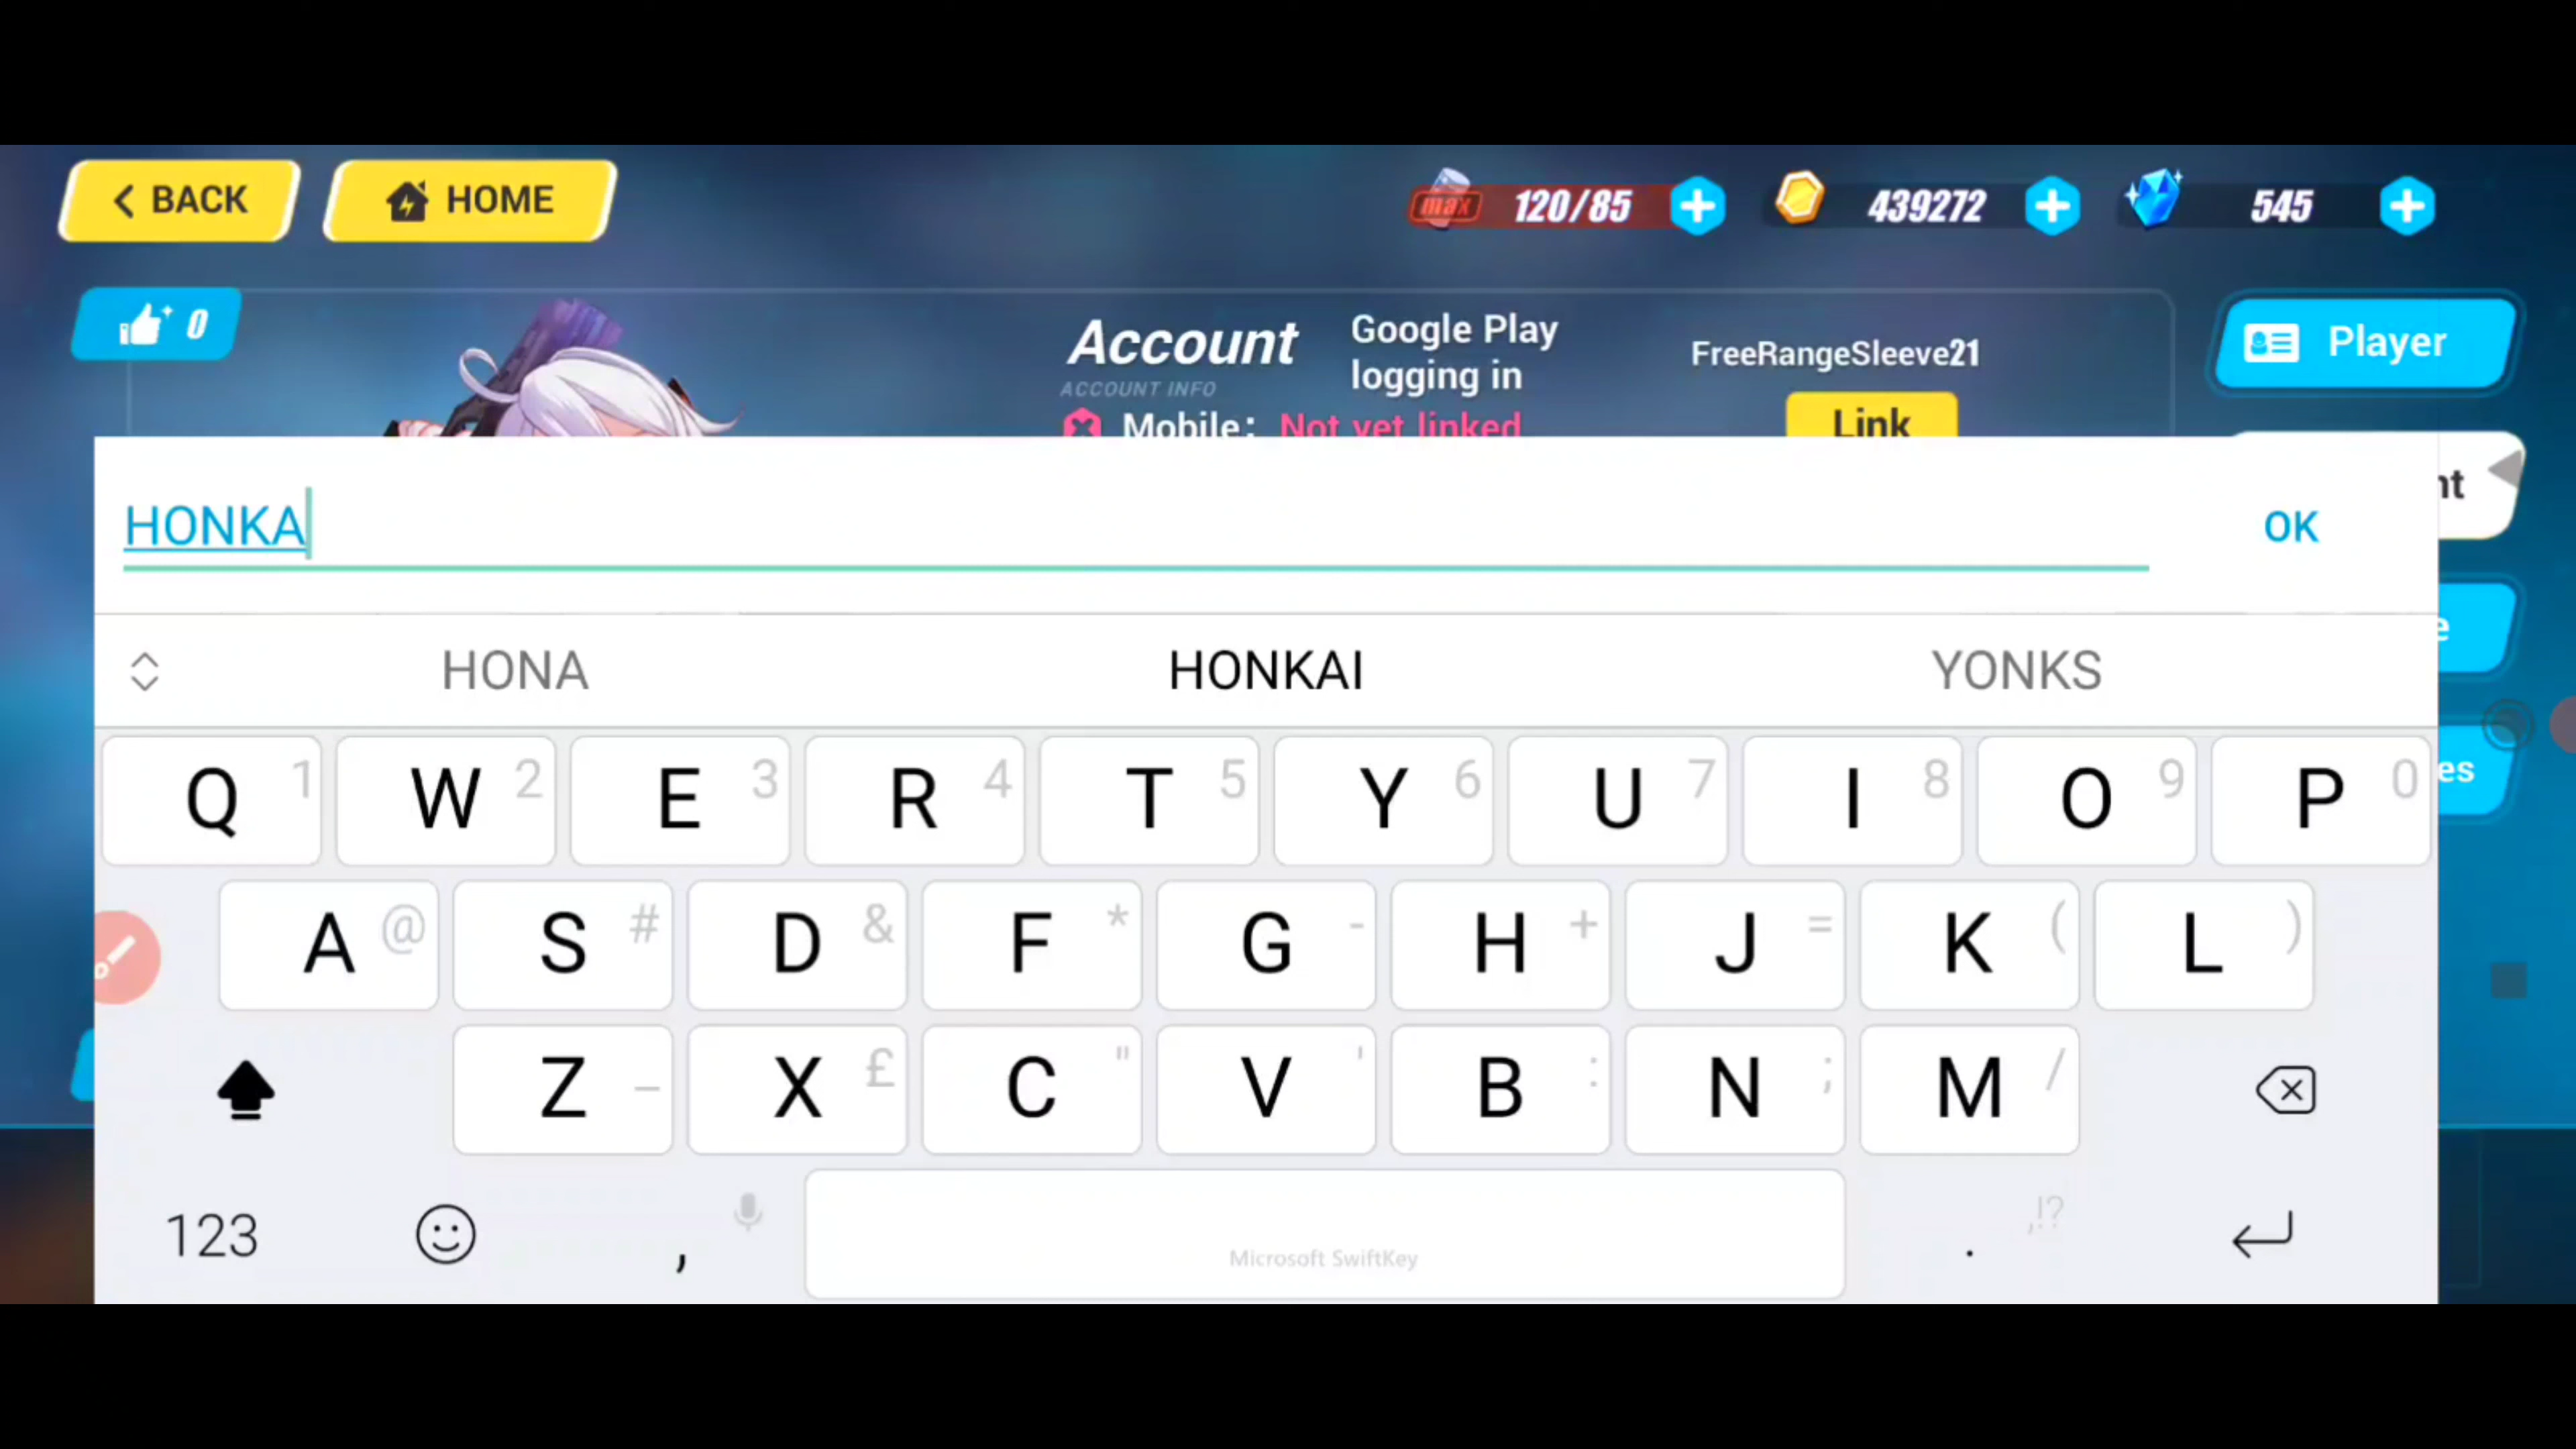 BACK
HOME
max 120/85
439272
545
0
Account
ACCOUNT INFO
Google Play
logging in
FreeRangeSleeve21
Player
Mobile: Not yet linked
Link
nt
HONKA
OK
e
HONA HONKAI YONKS
es
Q 1 W 2 E 3 R 4 T 5 Y 6 U 7 I 8 O 9 P 0
A @ S # D & F * G - H + J = K ( L )
Z _ X £ C " V ' B : N ; M /
123 , Microsoft SwiftKey . ,!?